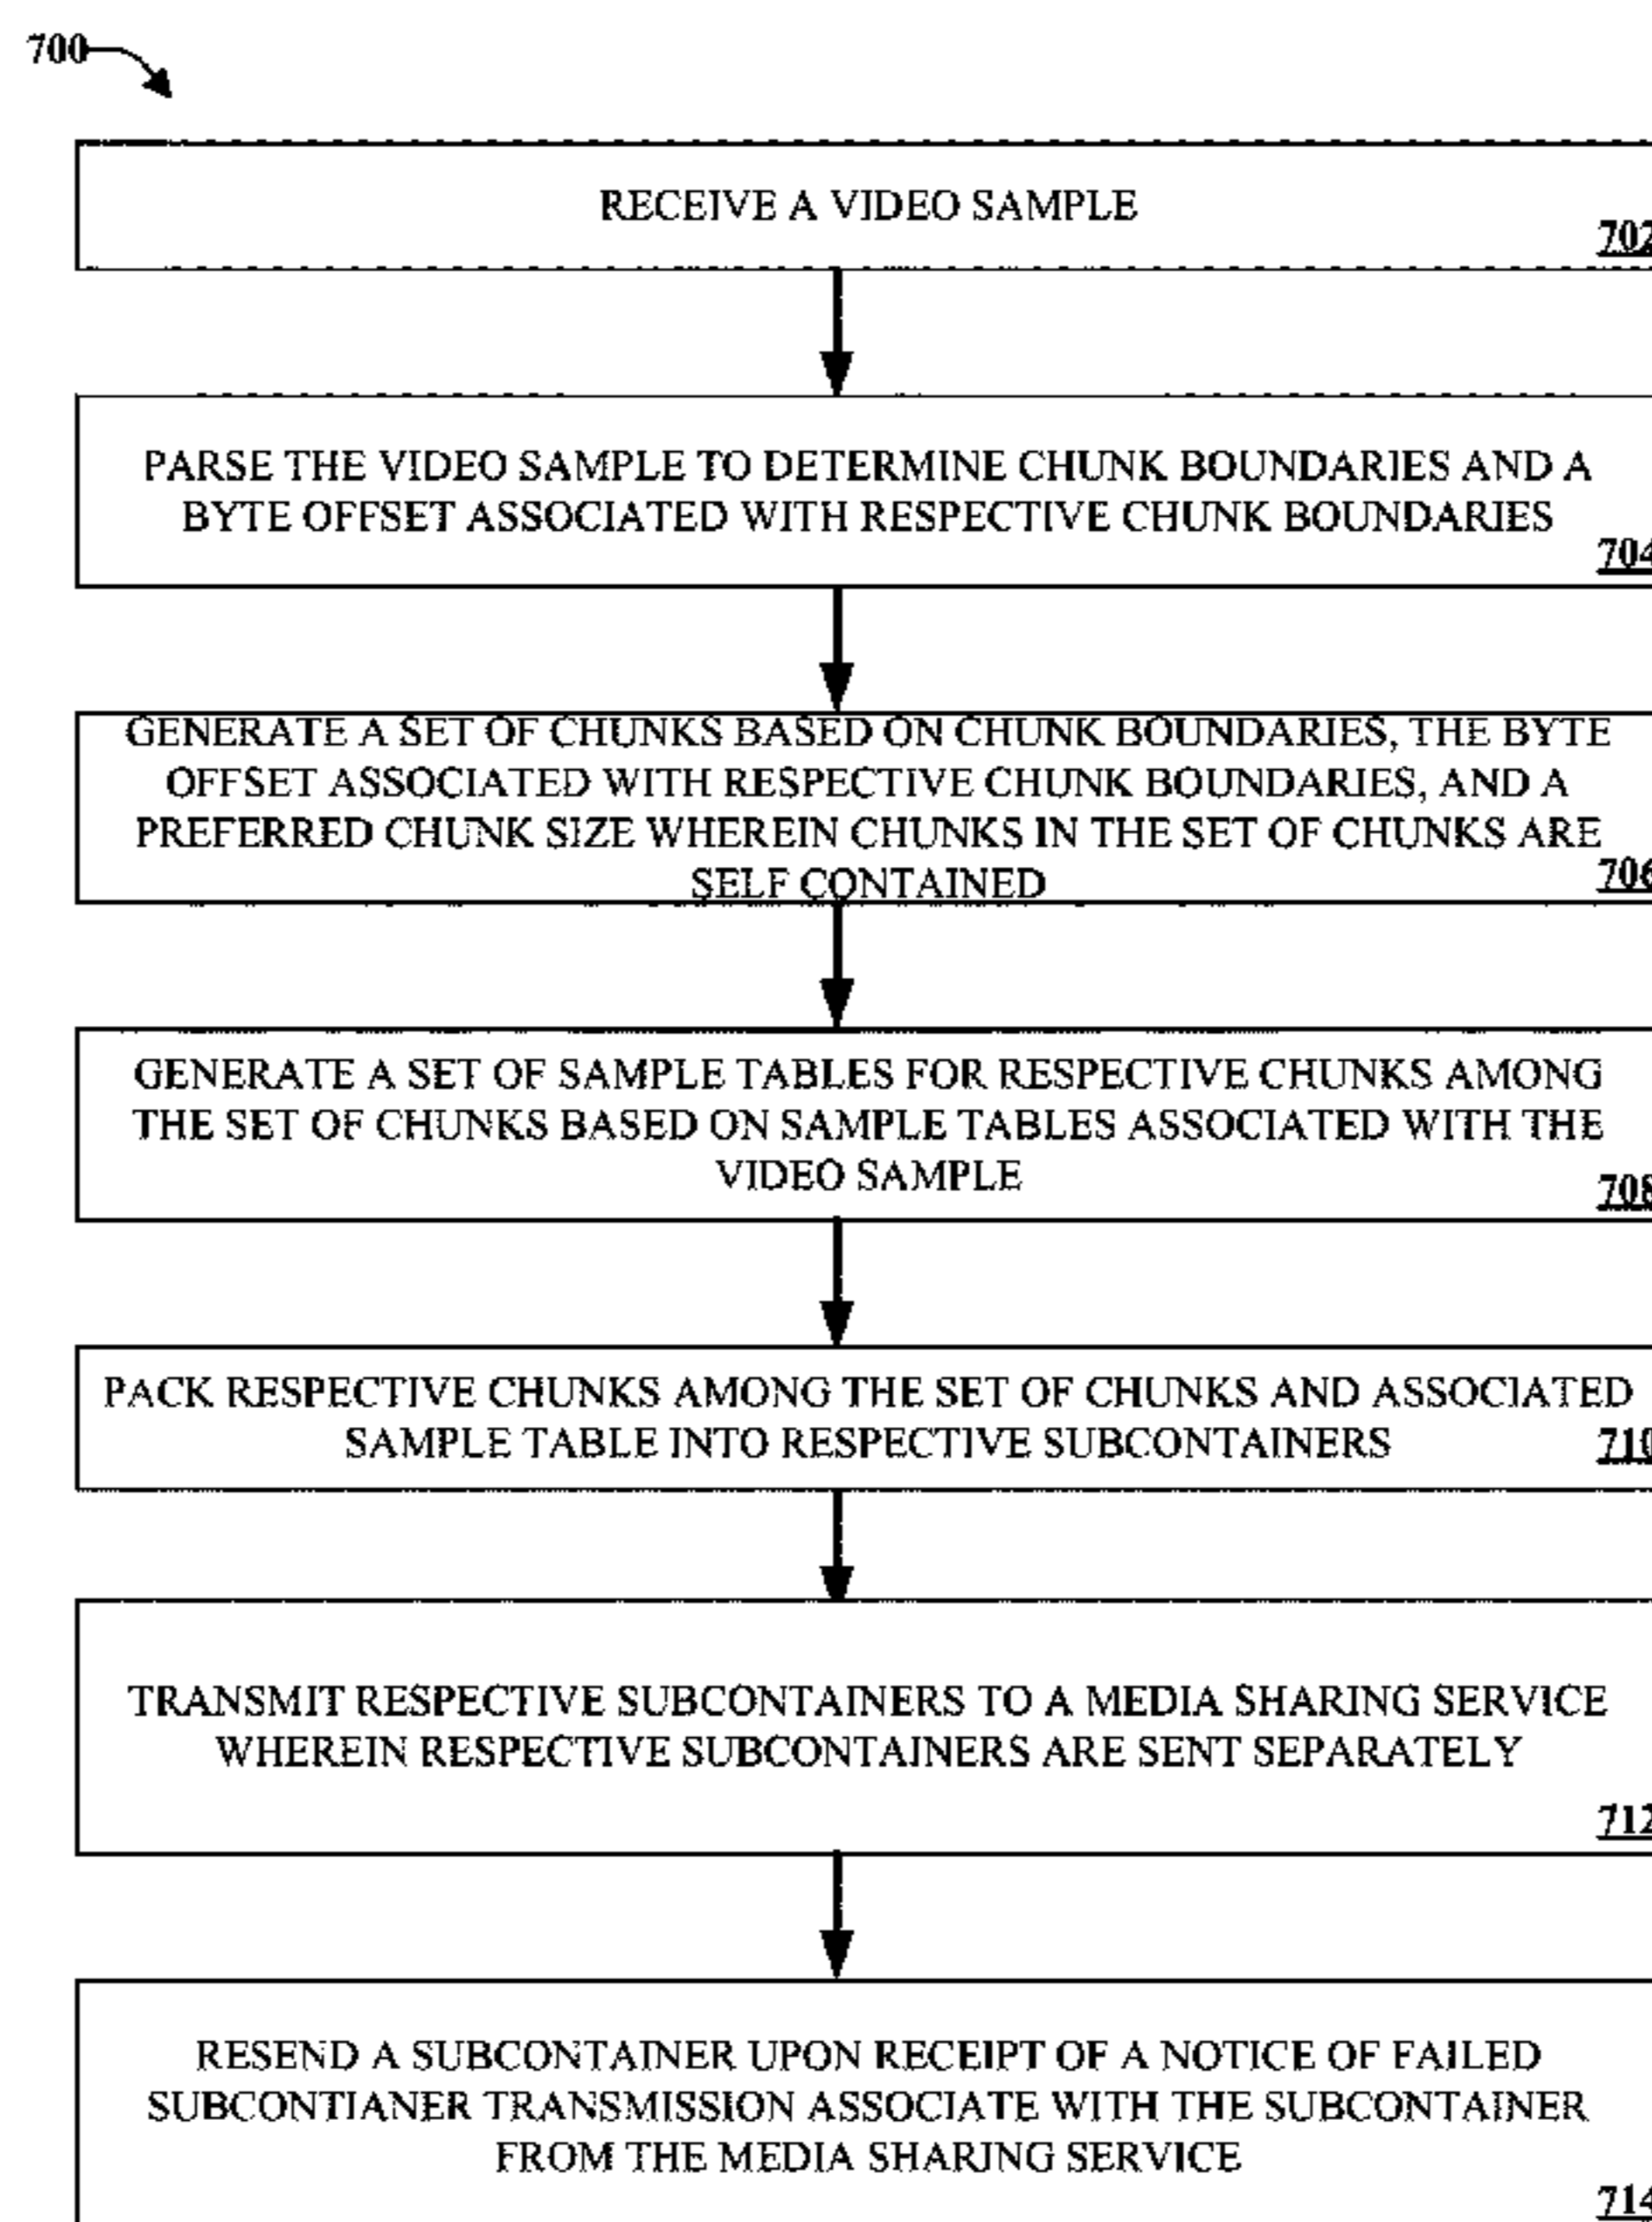 700
RECEIVE A VIDEO SAMPLE
702
PARSE THE VIDEO SAMPLE TO DETERMINE CHUNK BOUNDARIES AND A
BYTE OFFSET ASSOCIATED WITH RESPECTIVE CHUNK BOUNDARIES
704
GENERATE A SET OF CHUNKS BASED ON CHUNK BOUNDARIES, THE BYTE
OFFSET ASSOCIATED WITH RESPECTIVE CHUNK BOUNDARIES, AND A
PREFERRED CHUNK SIZE WHEREIN CHUNKS IN THE SET OF CHUNKS ARE
SELF CONTAINED
706
GENERATE A SET OF SAMPLE TABLES FOR RESPECTIVE CHUNKS AMONG
THE SET OF CHUNKS BASED ON SAMPLE TABLES ASSOCIATED WITH THE
VIDEO SAMPLE
708
PACK RESPECTIVE CHUNKS AMONG THE SET OF CHUNKS AND ASSOCIATED
SAMPLE TABLE INTO RESPECTIVE SUBCONTAINERS
710
TRANSMIT RESPECTIVE SUBCONTAINERS TO A MEDIA SHARING SERVICE
WHEREIN RESPECTIVE SUBCONTAINERS ARE SENT SEPARATELY
712
RESEND A SUBCONTAINER UPON RECEIPT OF A NOTICE OF FAILED
SUBCONTIANER TRANSMISSION ASSOCIATE WITH THE SUBCONTAINER
FROM THE MEDIA SHARING SERVICE
714